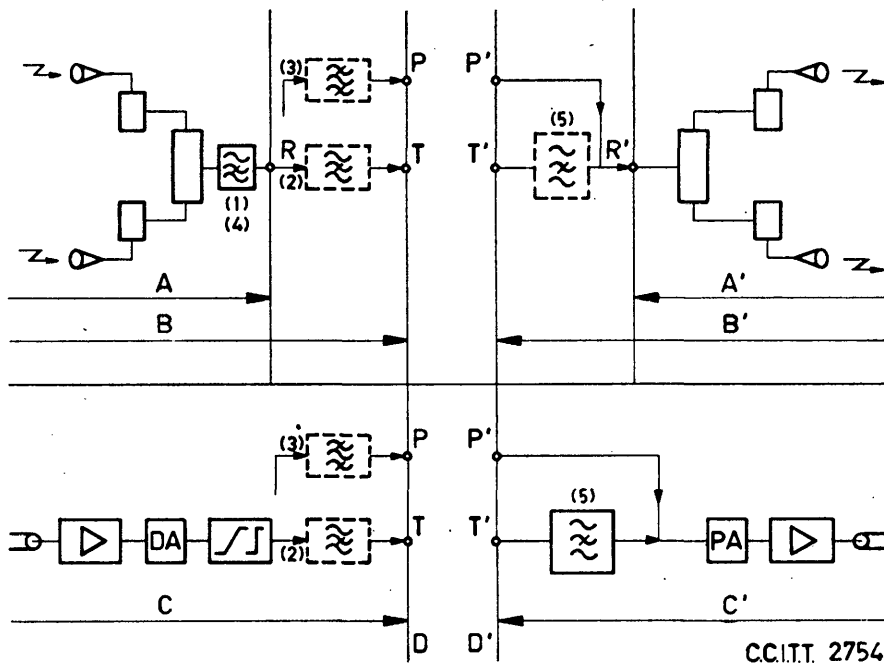 (3) P P'
(5)
R T T' R'
(2)
(1)
(4)
A A'
B B'
(3) P P'
(5)
DA T T' PA
(2)
C C'
D D'
C.C.I.T.T. 2754